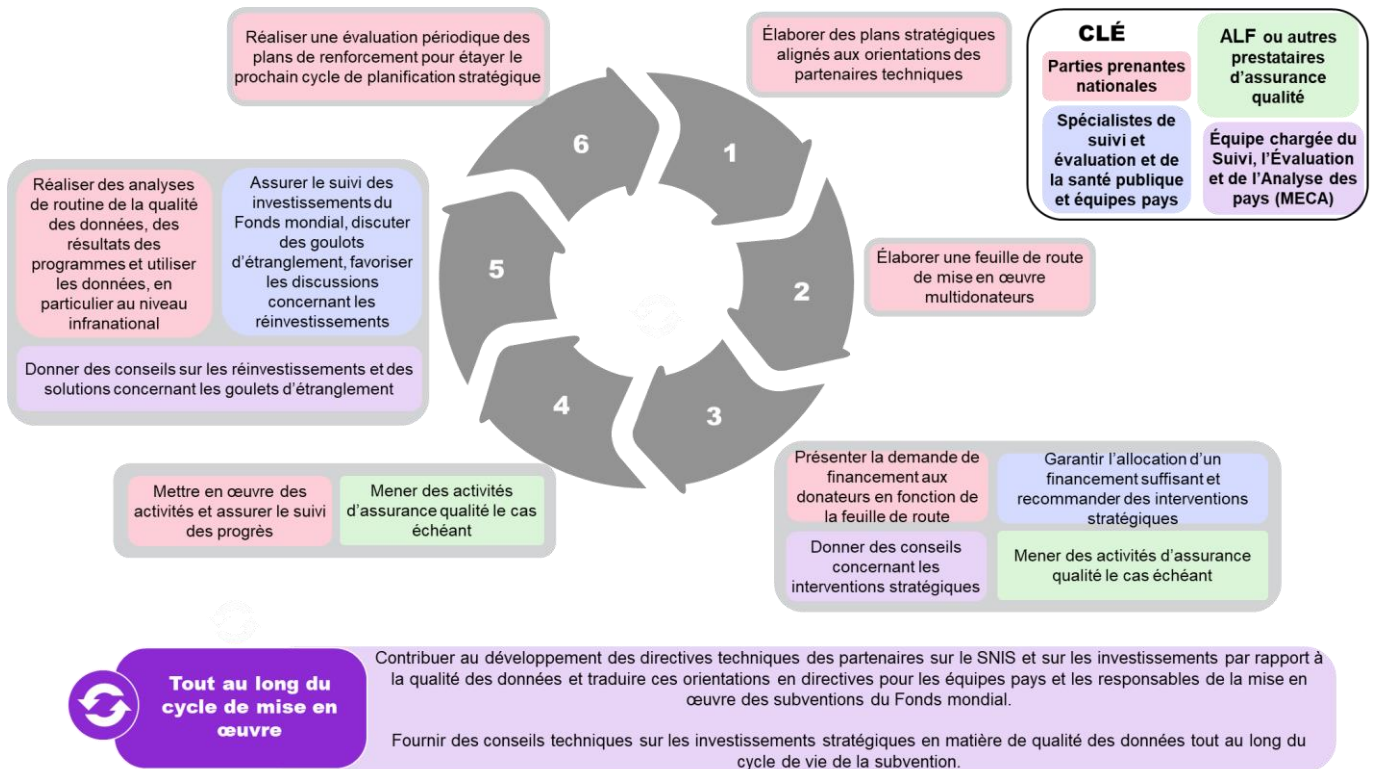 Réaliser une évaluation périodique des
plans de renforcement pour étayer le
prochain cycle de planification stratégique
Élaborer des plans stratégiques
alignés aux orientations des
partenaires techniques
CLÉ
Parties prenantes
nationales
ALF ou autres
prestataires
d’assurance
qualité
Spécialistes de
suivi et
évaluation et de
la santé publique
et équipes pays
Équipe chargée du
Suivi, l’Évaluation
et de l’Analyse des
pays (MECA)
6
1
5
2
4
3
Réaliser des analyses
de routine de la qualité
des données, des
résultats des
programmes et utiliser
les données, en
particulier au niveau
infranational
Assurer le suivi des
investissements du
Fonds mondial, discuter
des goulots
d’étranglement, favoriser
les discussions
concernant les
réinvestissements
Donner des conseils sur les réinvestissements et des
solutions concernant les goulets d’étranglement
Élaborer une feuille de route
de mise en œuvre
multidonateurs
Mettre en œuvre des
activités et assurer le suivi
des progrès
Mener des activités
d’assurance qualité le cas
échéant
Présenter la demande de
financement aux
donateurs en fonction de
la feuille de route
Garantir l’allocation d’un
financement suffisant et
recommander des interventions
stratégiques
Donner des conseils
concernant les
interventions stratégiques
Mener des activités d’assurance
qualité le cas échéant
Tout au long du
cycle de mise en
œuvre
Contribuer au développement des directives techniques des partenaires sur le SNIS et sur les investissements par rapport à
la qualité des données et traduire ces orientations en directives pour les équipes pays et les responsables de la mise en
œuvre des subventions du Fonds mondial.
Fournir des conseils techniques sur les investissements stratégiques en matière de qualité des données tout au long du
cycle de vie de la subvention.